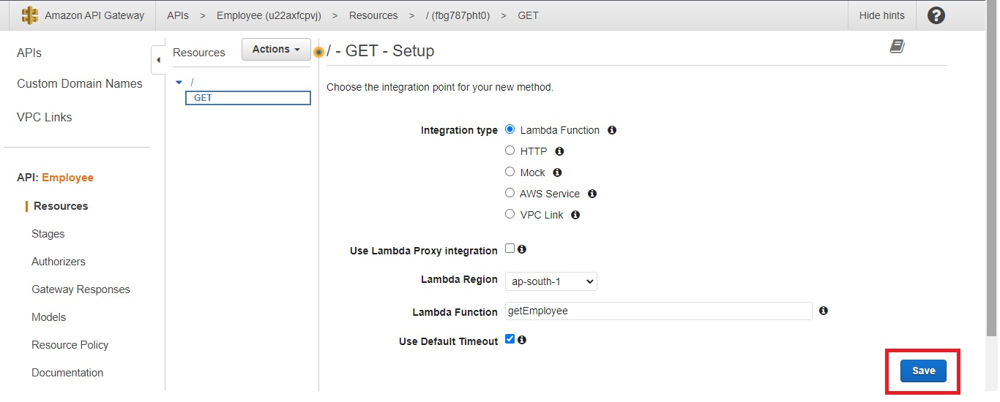 Amazon API Gateway APIs > Employee (u22axfcpvj) > Resources > / (fbg787pht0) > GET Hide hints ?
APIs
Custom Domain Names
VPC Links
API: Employee
Resources
Stages
Authorizers
Gateway Responses
Models
Resource Policy
Documentation
Resources Actions
/
GET
/ - GET - Setup
Choose the integration point for your new method.
Integration type Lambda Function
HTTP
Mock
AWS Service
VPC Link
Use Lambda Proxy integration
Lambda Region ap-south-1
Lambda Function getEmployee
Use Default Timeout
Save